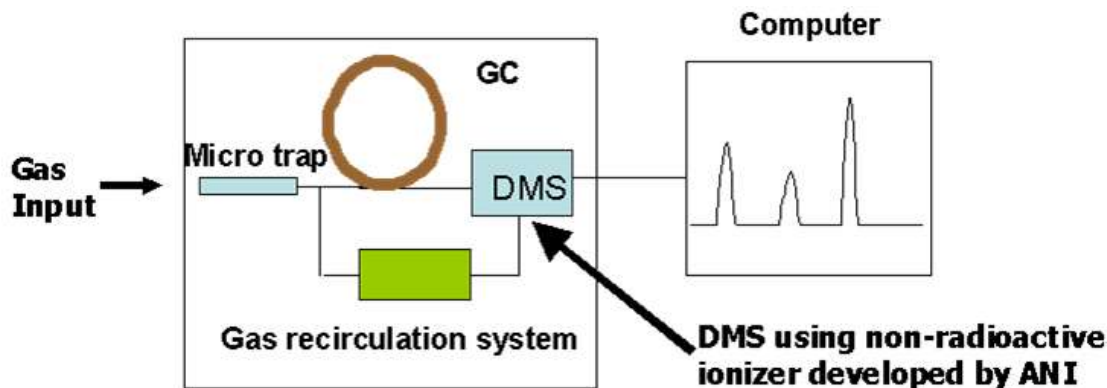 Computer
GC
Gas
Input
Micro trap
DMS
Gas recirculation system
DMS using non-radioactive
ionizer developed by ANI